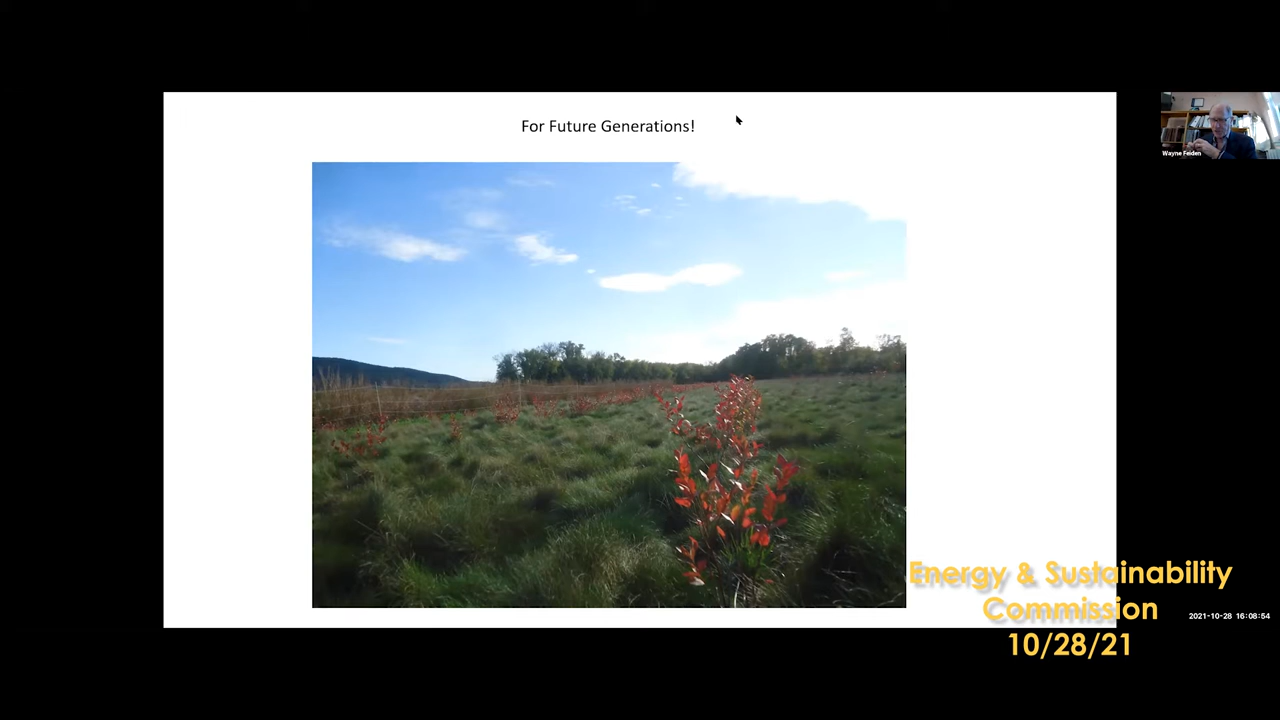 For Future Generations!
Wayne Feiden
Energy & Sustainability
Commission
2021-10-28 16:08:54
10/28/21